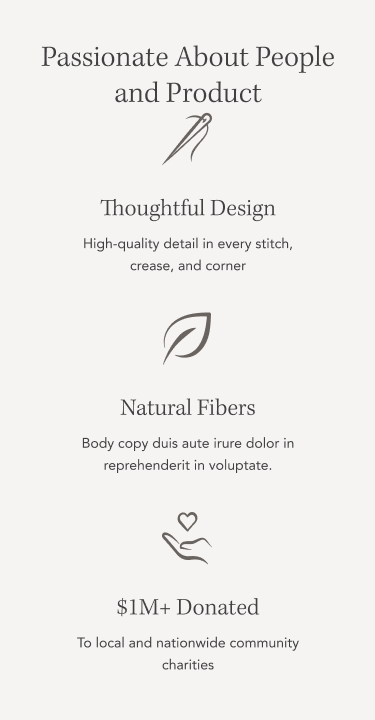 Passionate About People
and Product
Thoughtful Design
High-quality detail in every stitch,
crease, and corner
Natural Fibers
Body copy duis aute irure dolor in
reprehenderit in voluptate.
$1M+ Donated
To local and nationwide community
charities